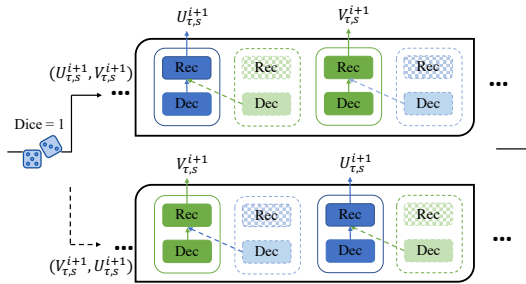 U^{i+1}_{τ,s}
V^{i+1}_{τ,s}
(U^{i+1}_{τ,s}, V^{i+1}_{τ,s})
•••
Rec Rec Rec Rec
•••
Dec Dec Dec Dec
Dice = 1
V^{i+1}_{τ,s}
U^{i+1}_{τ,s}
Rec Rec Rec Rec
•••
•••
Dec Dec Dec Dec
(V^{i+1}_{τ,s}, U^{i+1}_{τ,s})